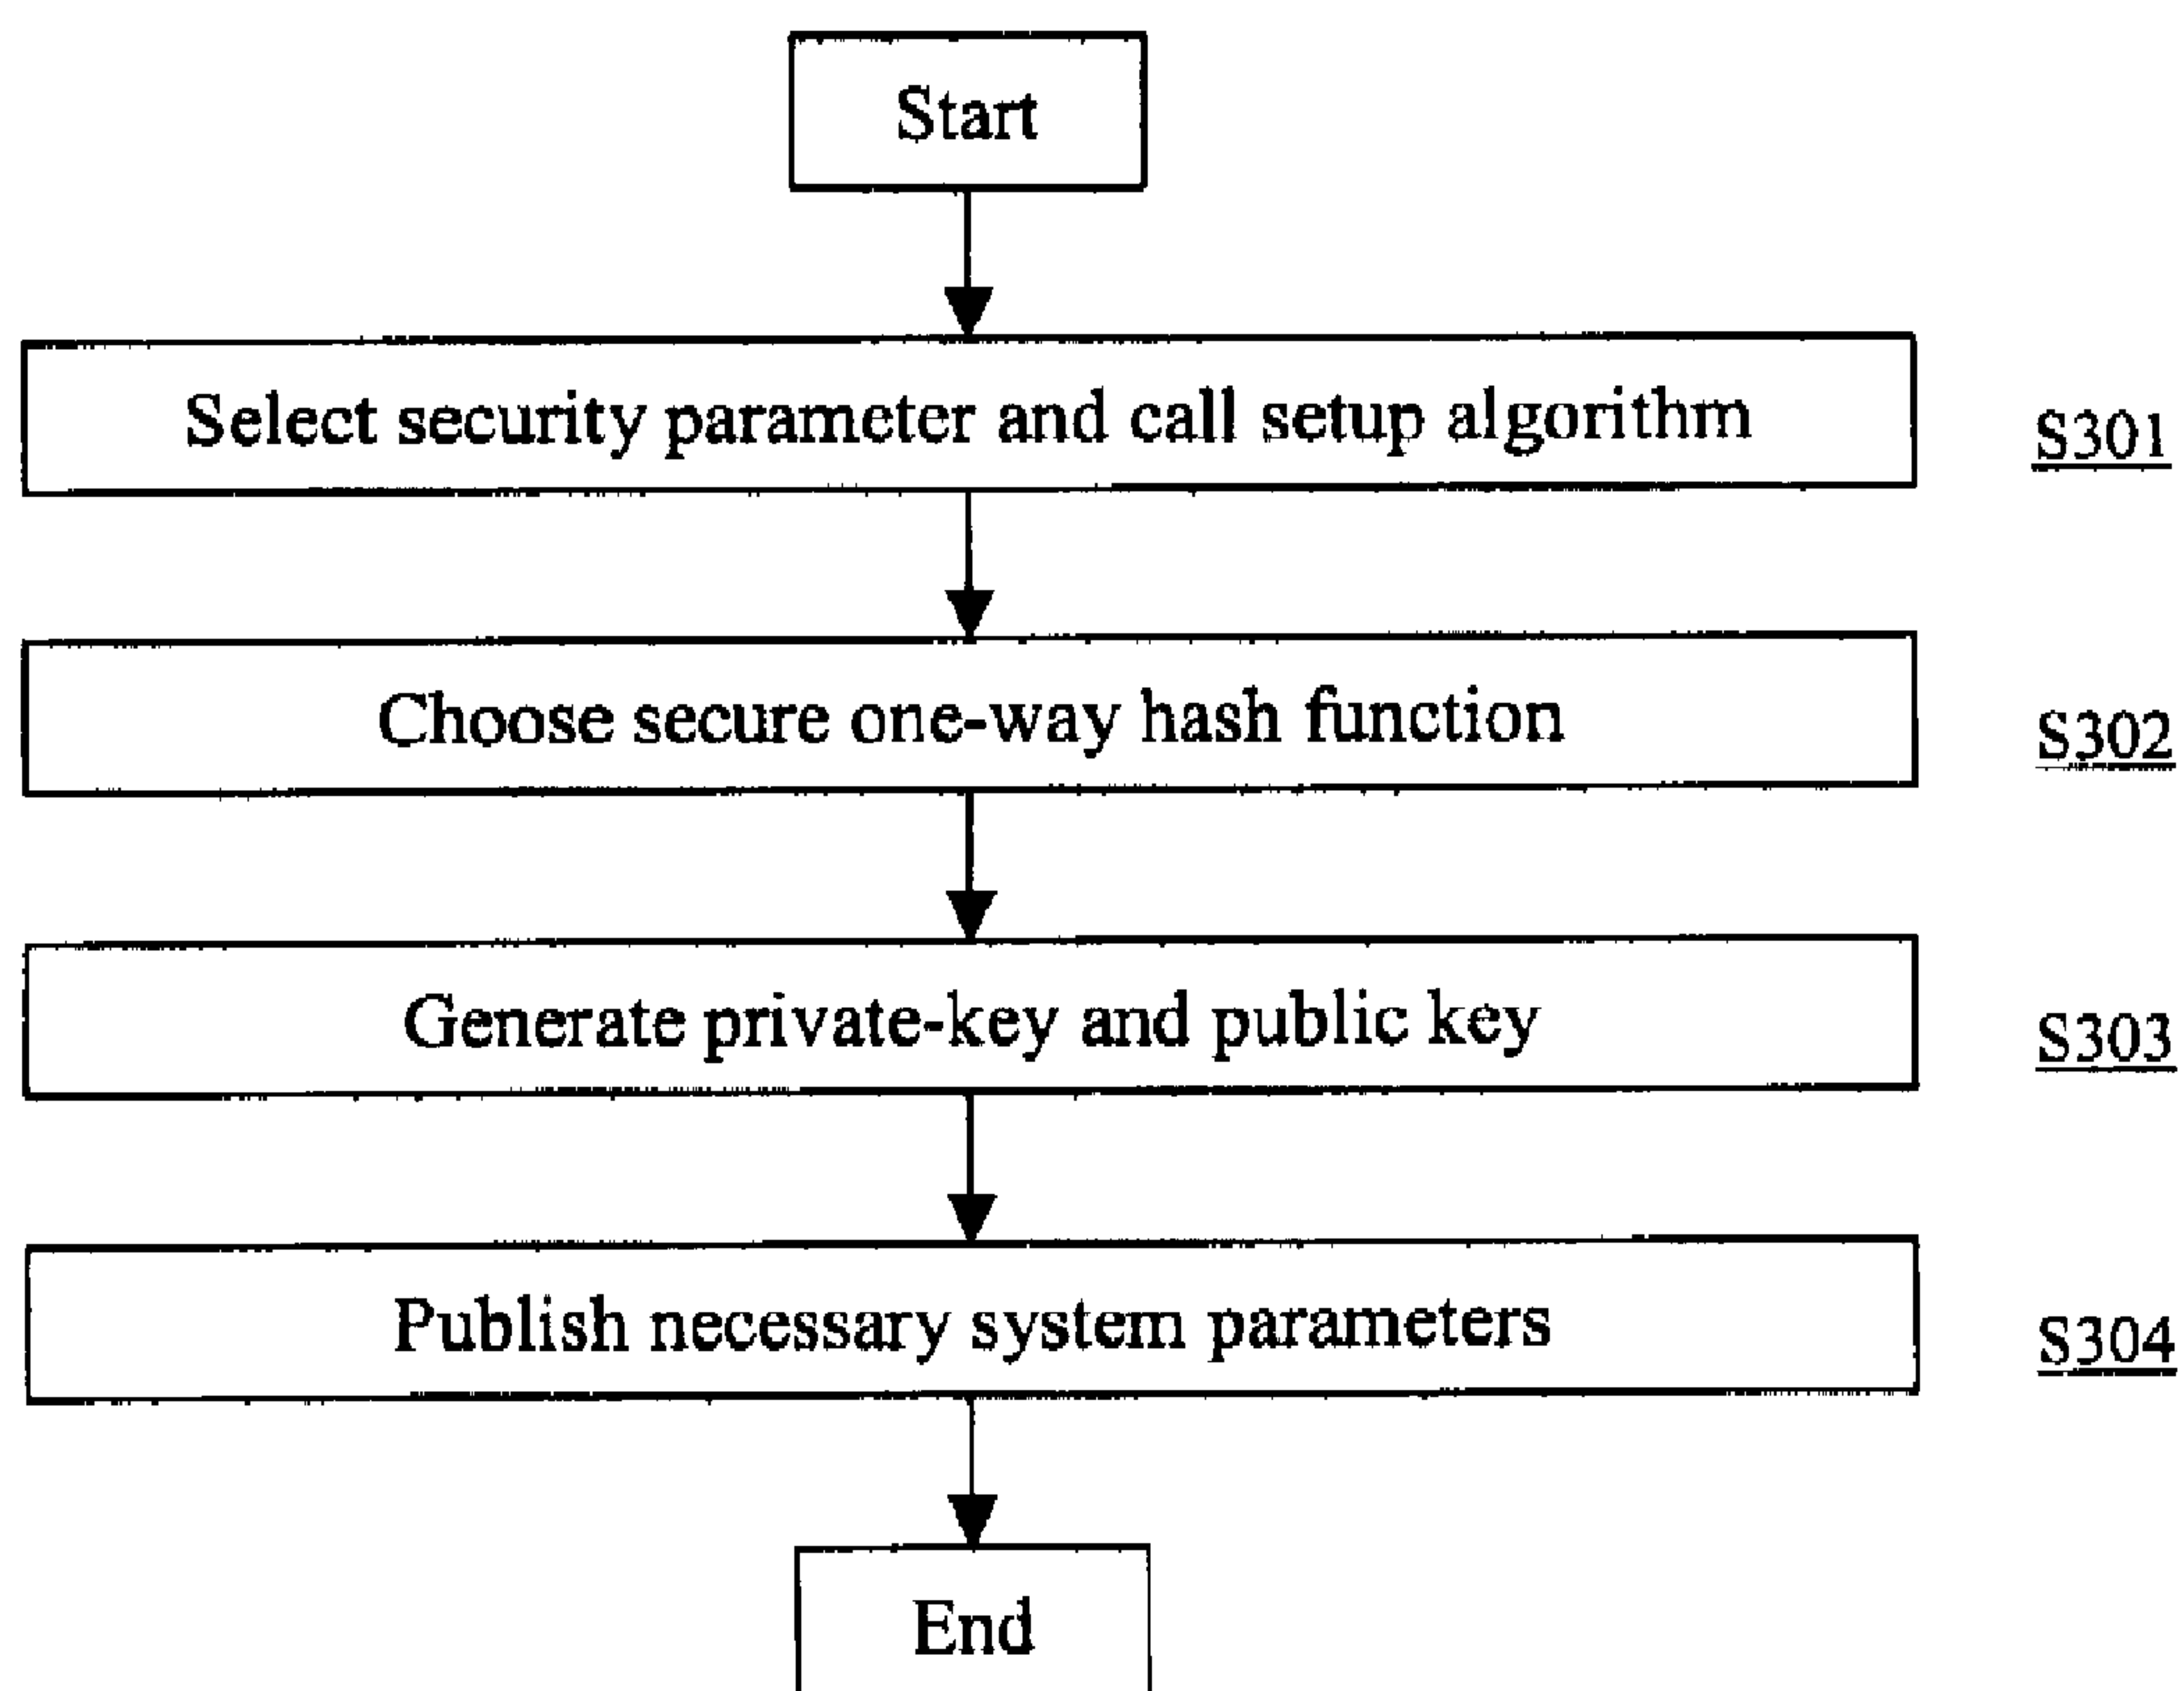 Start
Select security parameter and call setup algorithm
S301
Choose secure one-way hash function
S302
Generate private-key and public key
S303
Publish necessary system parameters
S304
End